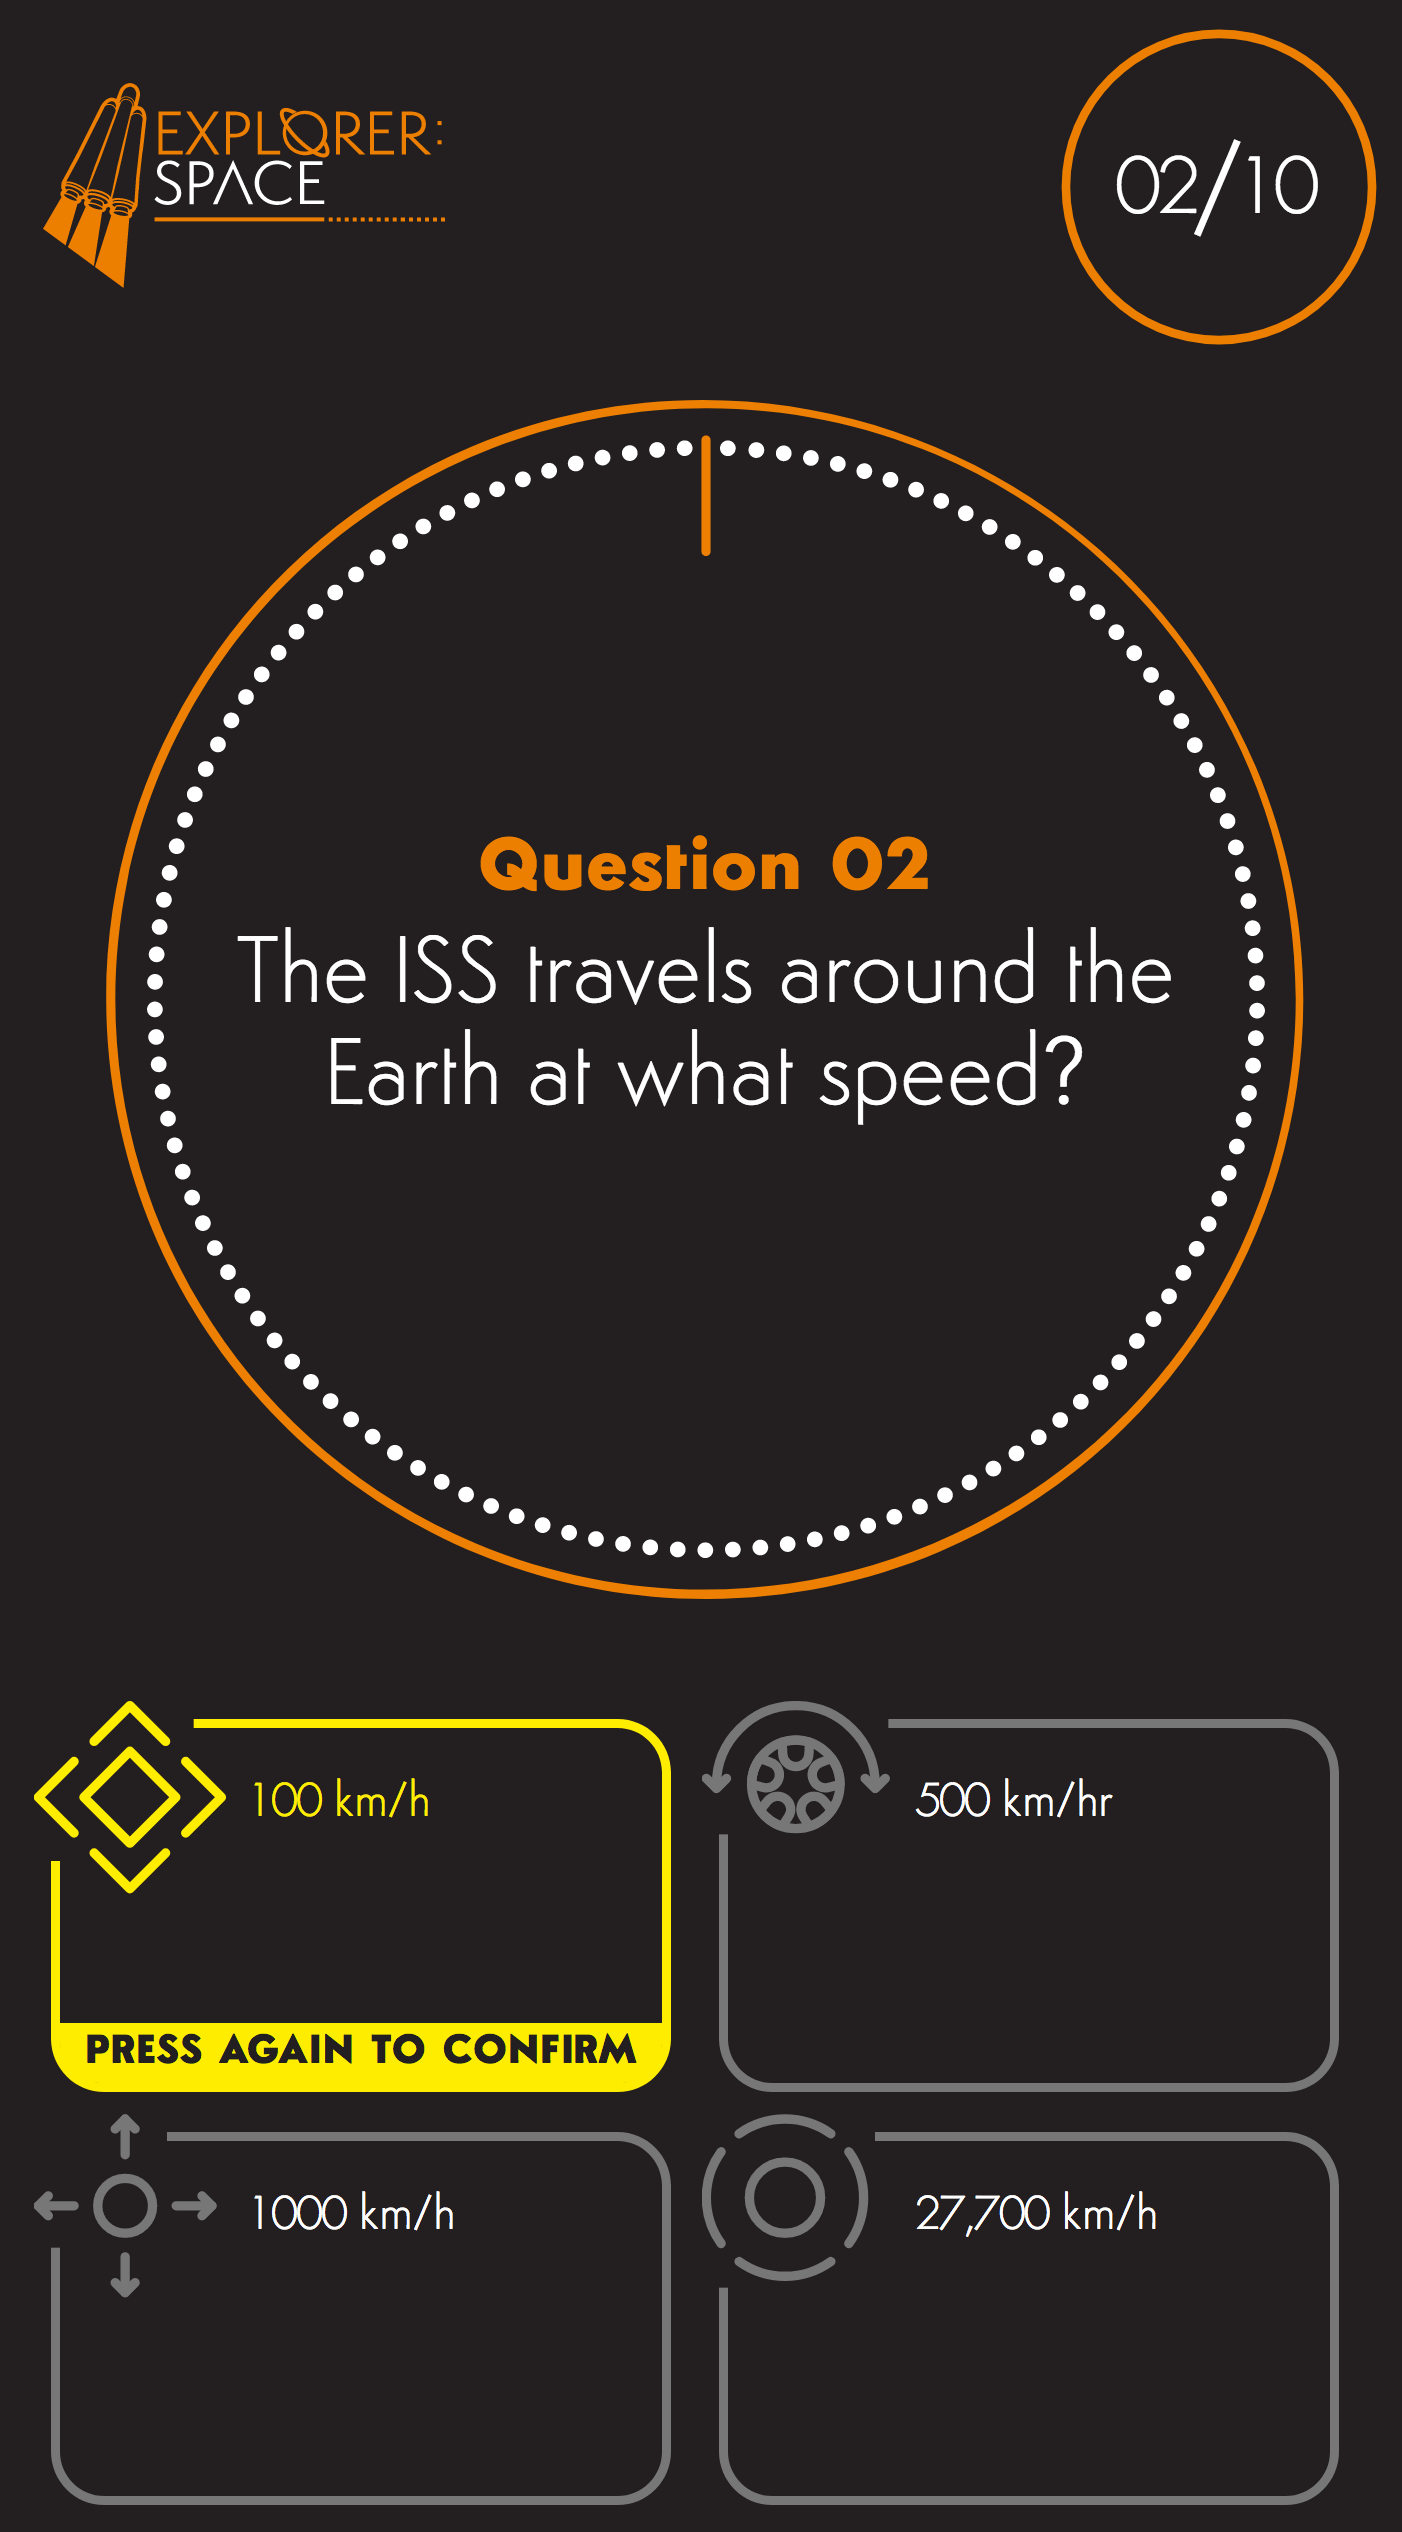 EXPLORER:
SPACE
02/10
Question 02
The ISS travels around the
Earth at what speed?
100 km/h
PRESS AGAIN TO CONFIRM
500 km/hr
1000 km/h
27,700 km/h